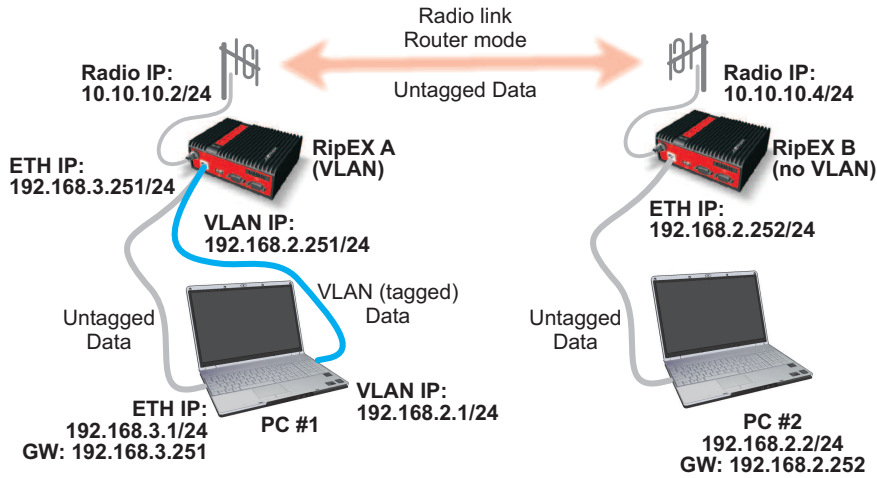 Radio link
Router mode
Untagged Data
Radio IP:
10.10.10.2/24
Radio IP:
10.10.10.4/24
RipEX A
(VLAN)
RipEX B
(no VLAN)
ETH IP:
192.168.3.251/24
VLAN IP:
192.168.2.251/24
ETH IP:
192.168.2.252/24
Untagged
Data
VLAN (tagged)
Data
Untagged
Data
ETH IP:
192.168.3.1/24
GW: 192.168.3.251
PC #1
VLAN IP:
192.168.2.1/24
PC #2
192.168.2.2/24
GW: 192.168.2.252